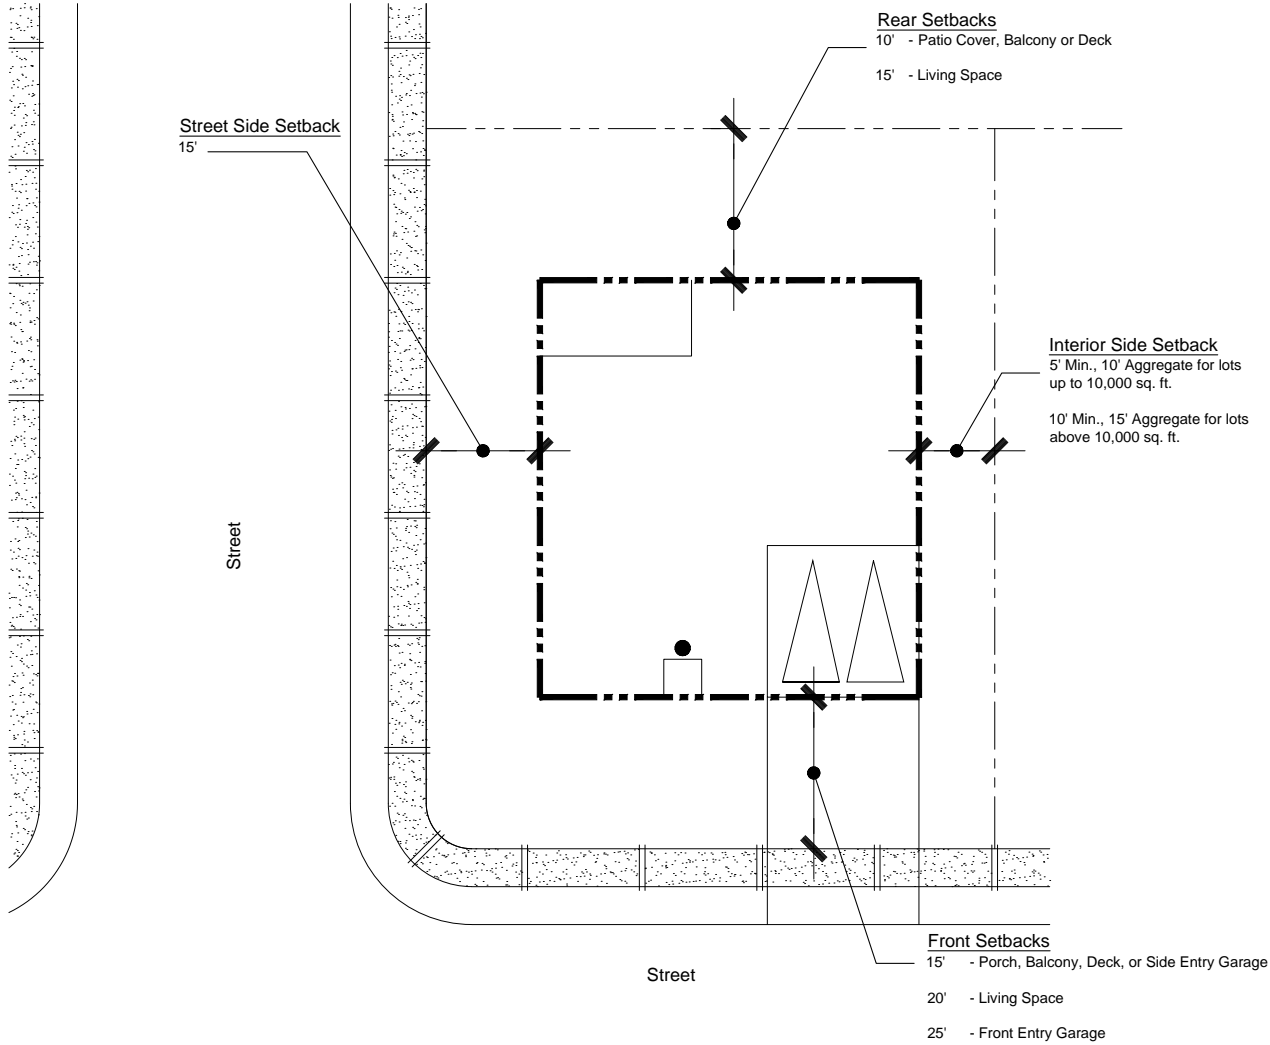 Rear Setbacks
10' - Patio Cover, Balcony or Deck
15' - Living Space
Street Side Setback
15'
Interior Side Setback
5' Min., 10' Aggregate for lots
up to 10,000 sq. ft.
10' Min., 15' Aggregate for lots
above 10,000 sq. ft.
Street
Front Setbacks
15' - Porch, Balcony, Deck, or Side Entry Garage
20' - Living Space
25' - Front Entry Garage
Street